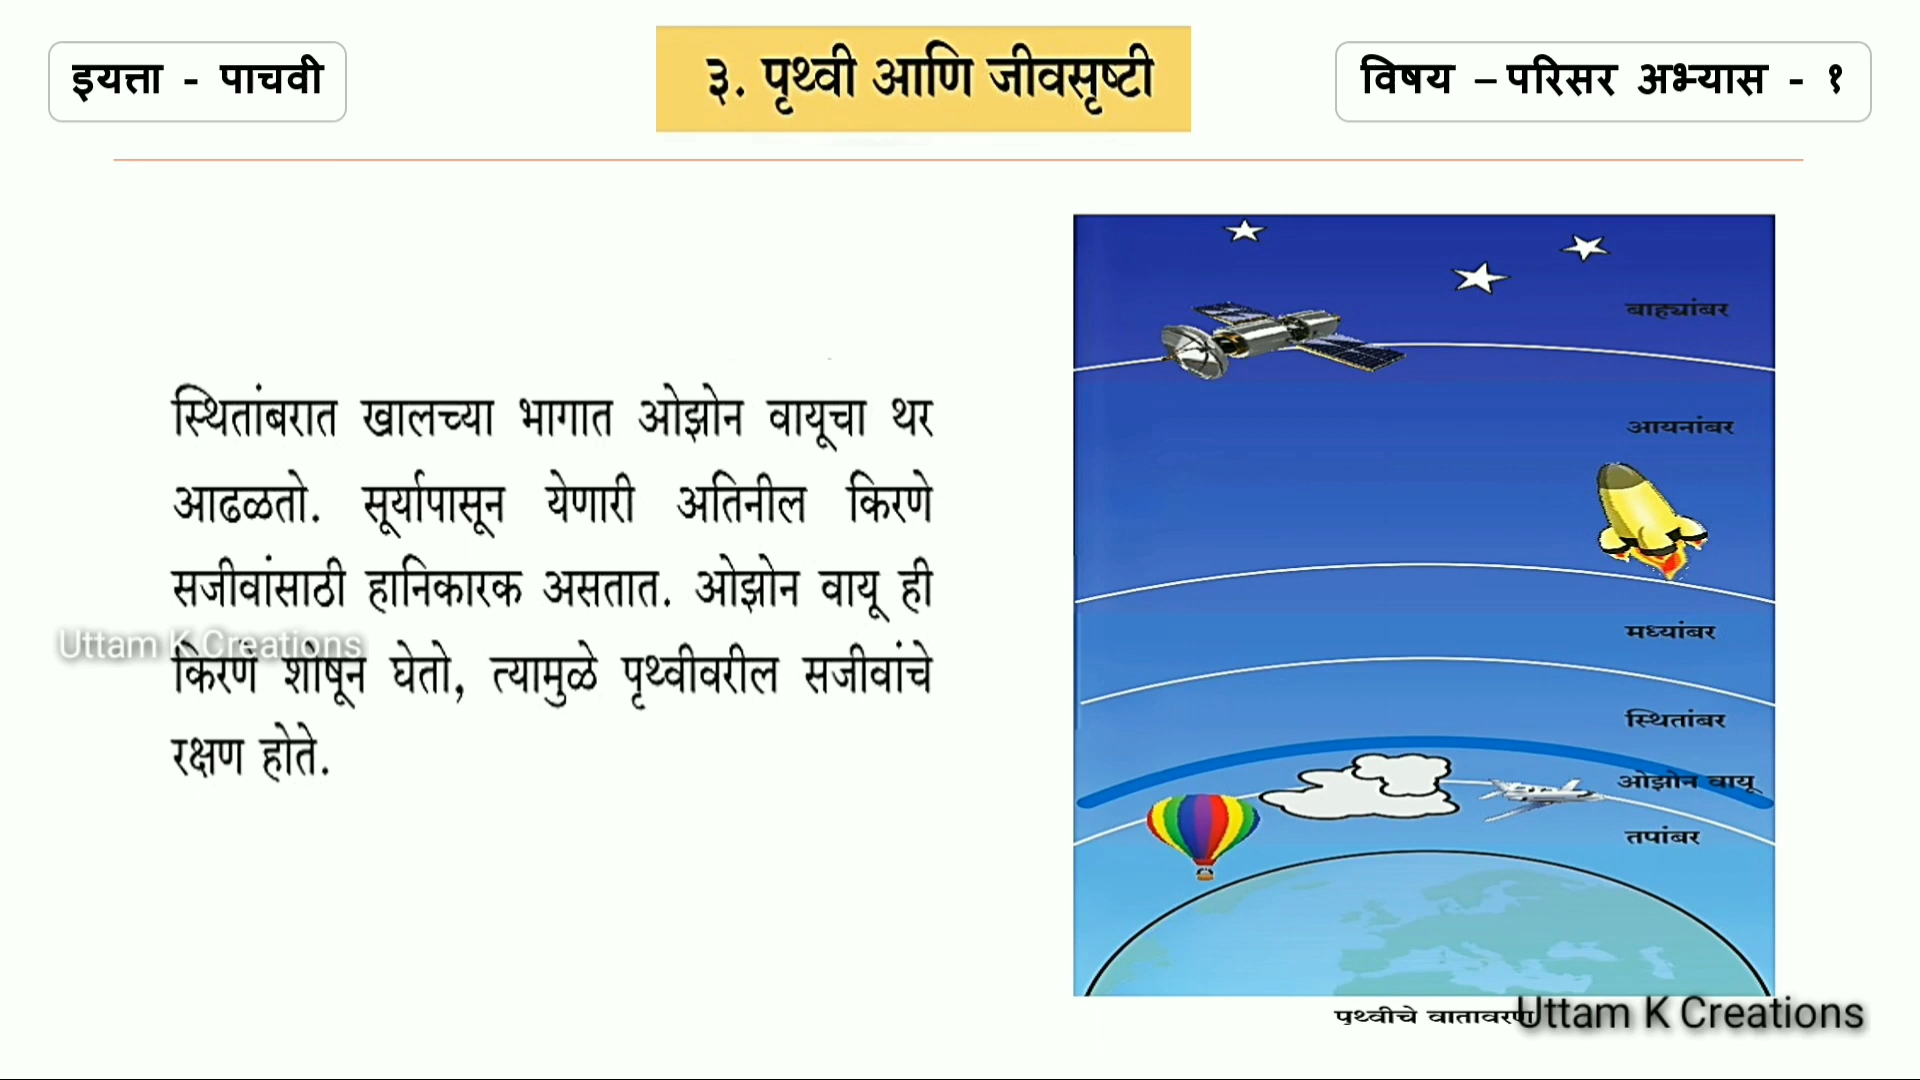 इयत्ता - पाचवी
३. पृथ्वी आणि जीवसृष्टी
विषय – परिसर अभ्यास - १
स्थितांबरात खालच्या भागात ओझोन वायूचा थर
आढळतो. सूर्यापासून येणारी अतिनील किरणे
सजीवांसाठी हानिकारक असतात. ओझोन वायू ही
किरणे शोषून घेतो, त्यामुळे पृथ्वीवरील सजीवांचे
रक्षण होते.
Uttam K Creations
बाह्यांबर
आयनांबर
मध्यांबर
स्थितांबर
ओझोन वायू
तपांबर
पृथ्वीचे वातावरण
Uttam K Creations